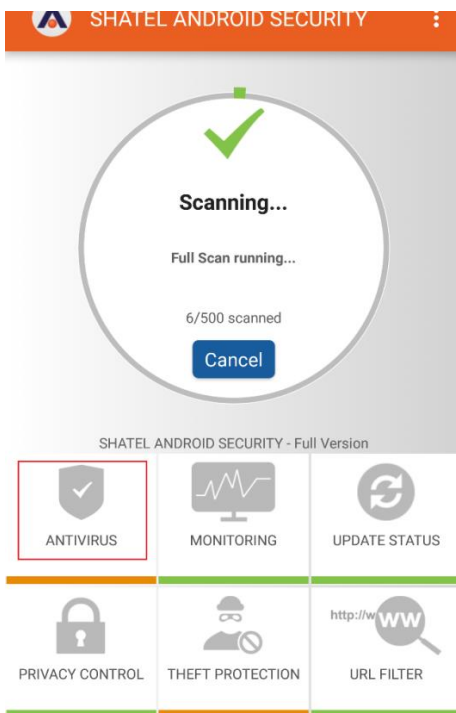 SHATEL ANDROID SECURITY
Scanning...
Full Scan running...
6/500 scanned
Cancel
SHATEL ANDROID SECURITY - Full Version
ANTIVIRUS
MONITORING
UPDATE STATUS
http://w ww
PRIVACY CONTROL
THEFT PROTECTION
URL FILTER